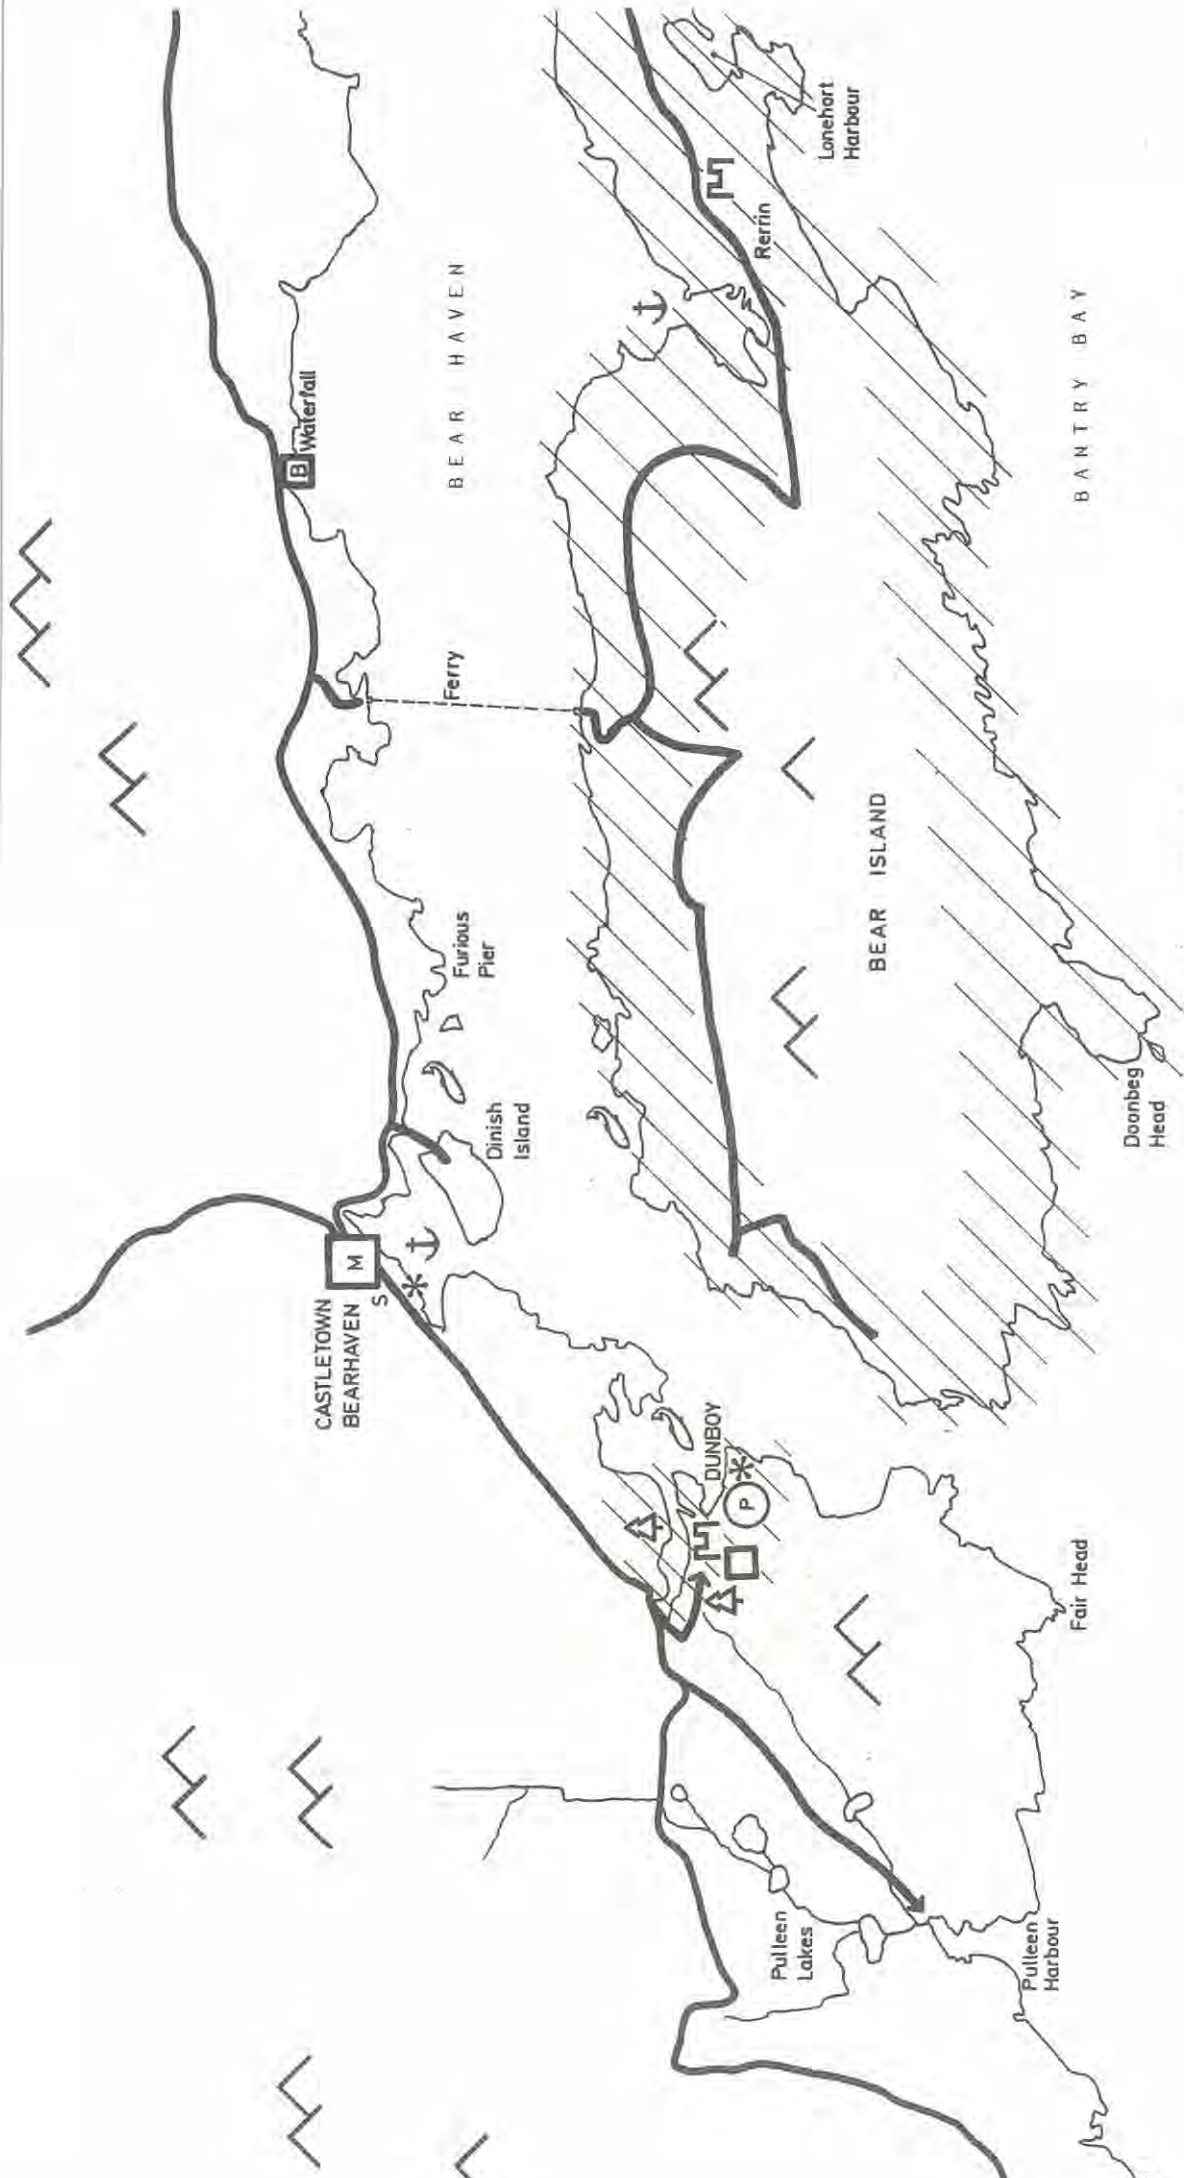 Lonehort
Harbour
Rerrin
BEAR HAVEN
BANTRY BAY
B
Waterfall
Ferry
BEAR ISLAND
Furious
Pier
Dinish
Island
Doonbeg
Head
M
S
CASTLETOWN
BEARHAVEN
DUNBOY
P
Fair Head
Pulleen
Lakes
Pulleen
Harbour